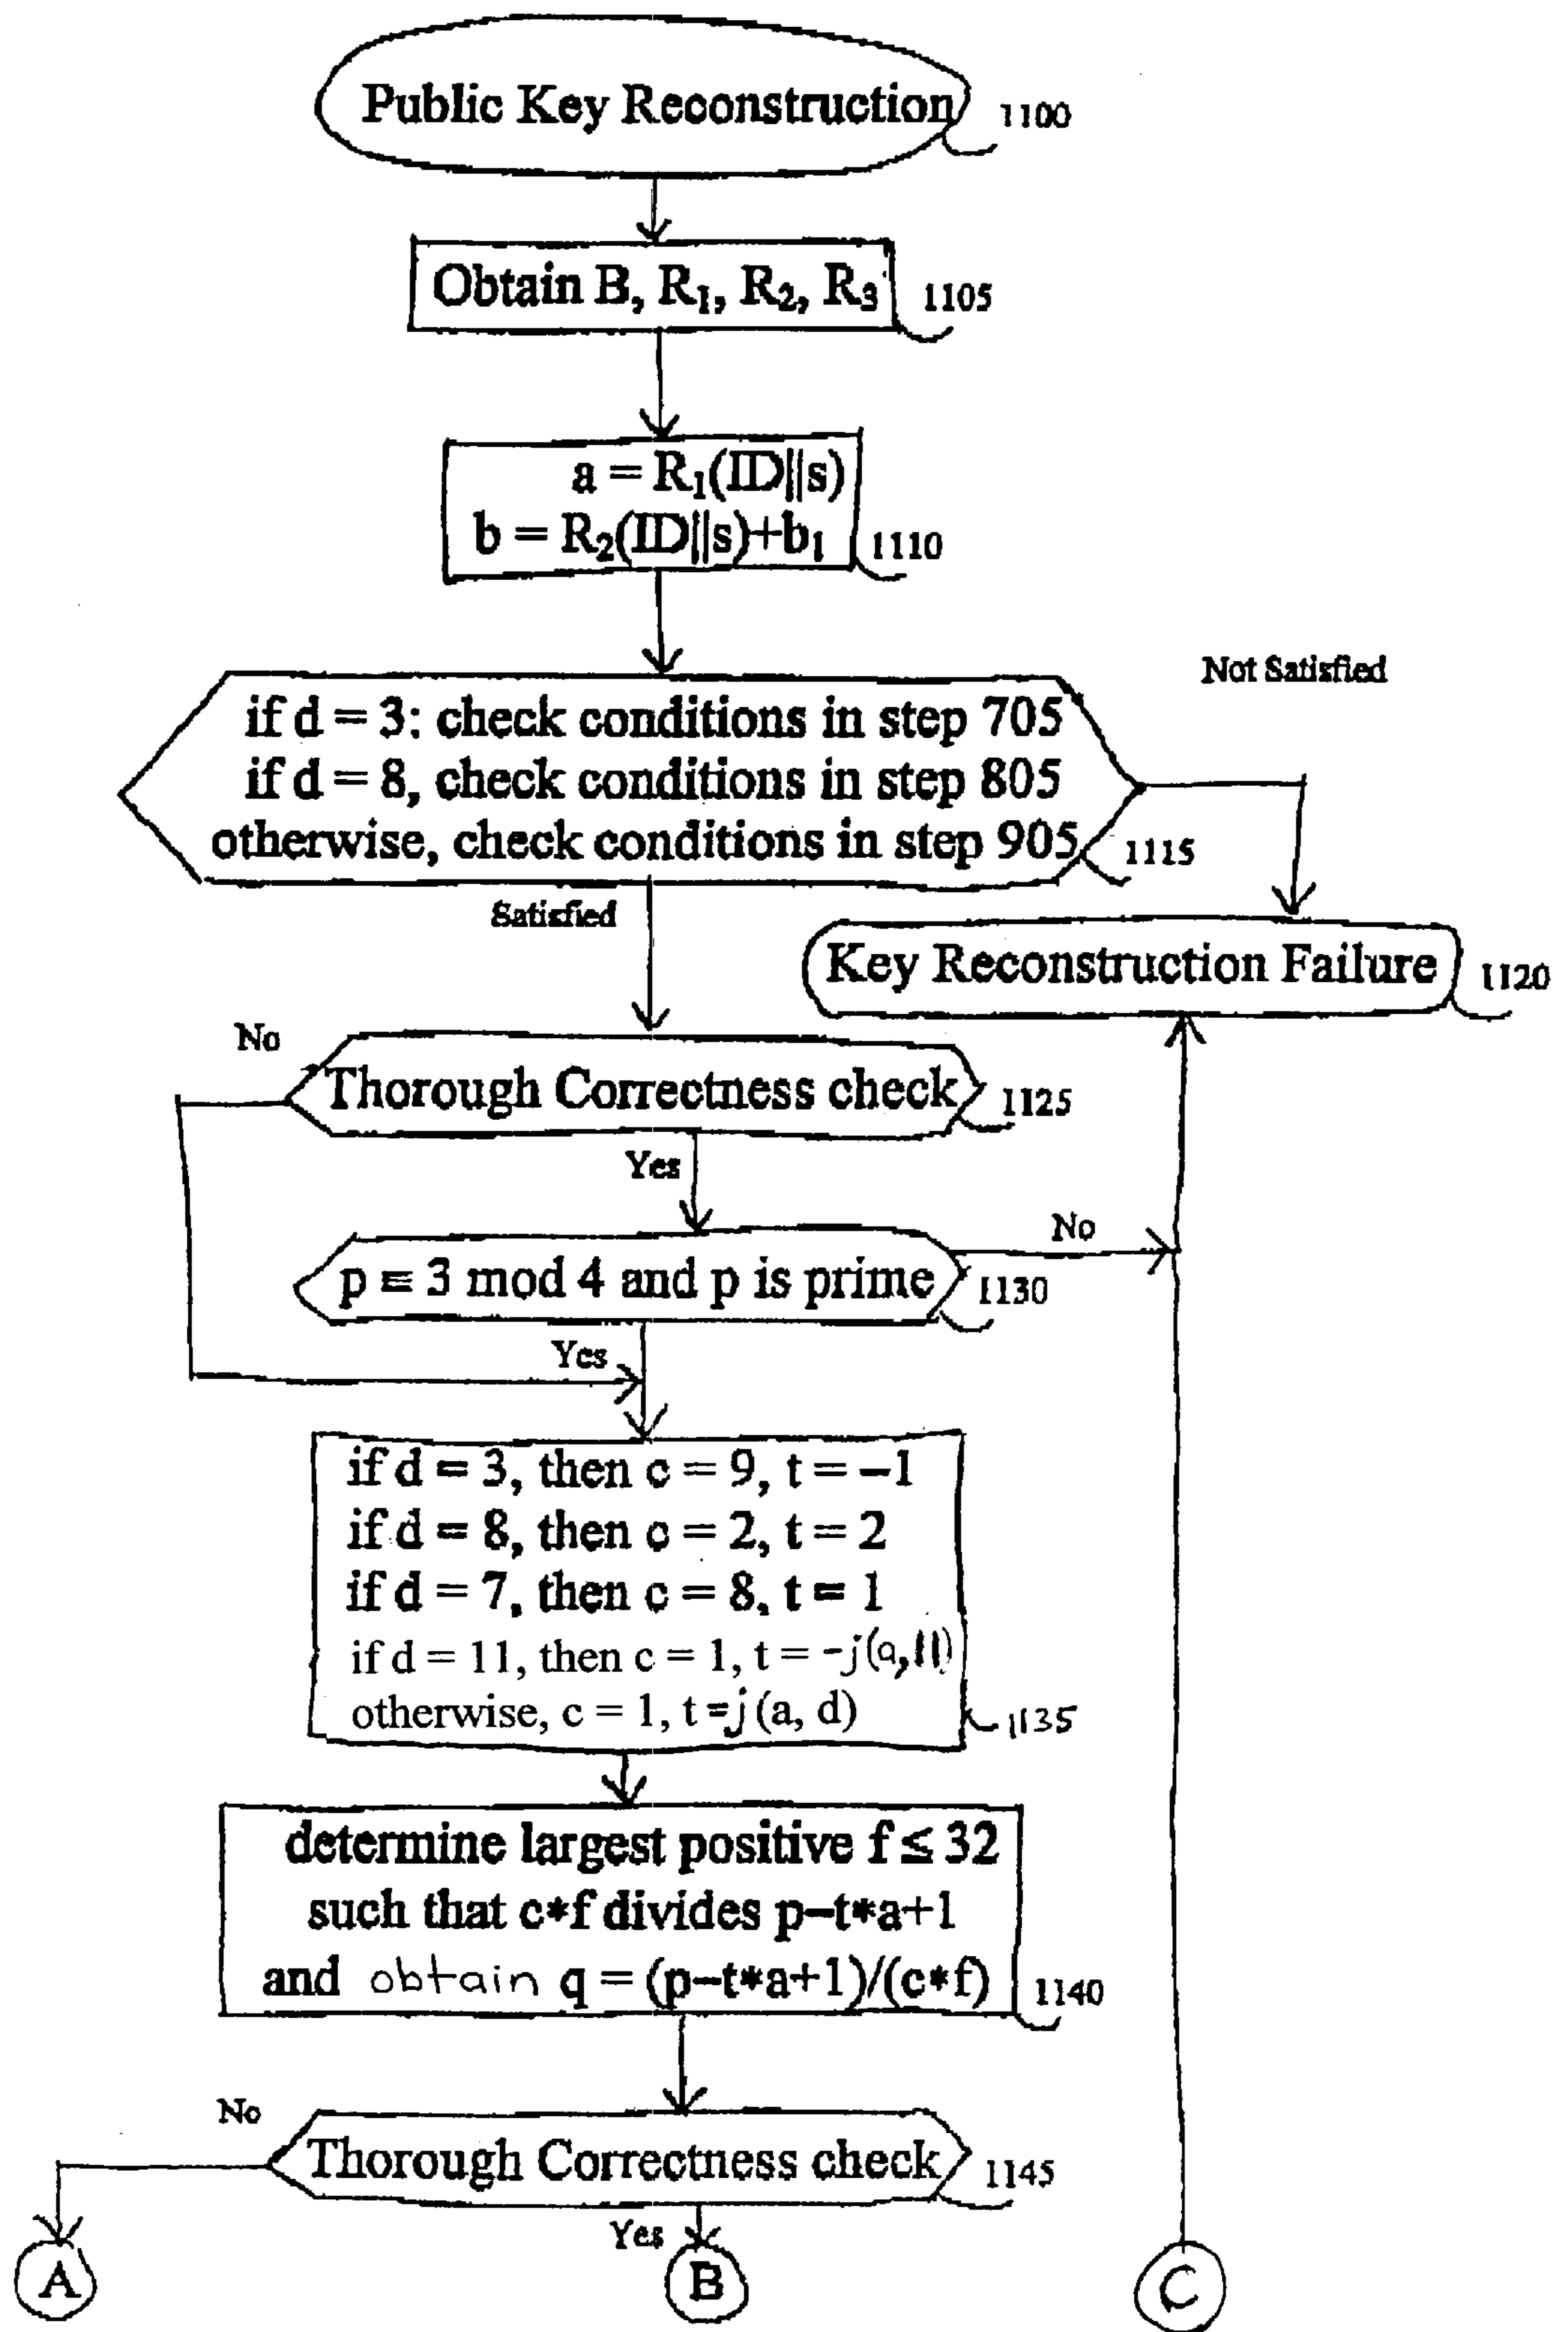 Public Key Reconstruction 1100
Obtain B, R₁, R₂, R₃ 1105
a = R₁(ID||s)
b = R₂(ID||s)+b₁ 1110
Not Satisfied
if d = 3: check conditions in step 705
if d = 8, check conditions in step 805
otherwise, check conditions in step 905 1115
Satisfied
Key Reconstruction Failure 1120
No
Thorough Correctness check 1125
Yes
No
p ≡ 3 mod 4 and p is prime 1130
Yes
if d = 3, then c = 9, t = −1
if d = 8, then c = 2, t = 2
if d = 7, then c = 8, t = 1
if d = 11, then c = 1, t = -j(a,11)
otherwise, c = 1, t = j (a, d) 1135
determine largest positive f ≤ 32
such that c*f divides p−t*a+1
and obtain q = (p−t*a+1)/(c*f) 1140
No
Thorough Correctness check 1145
Yes
A B C